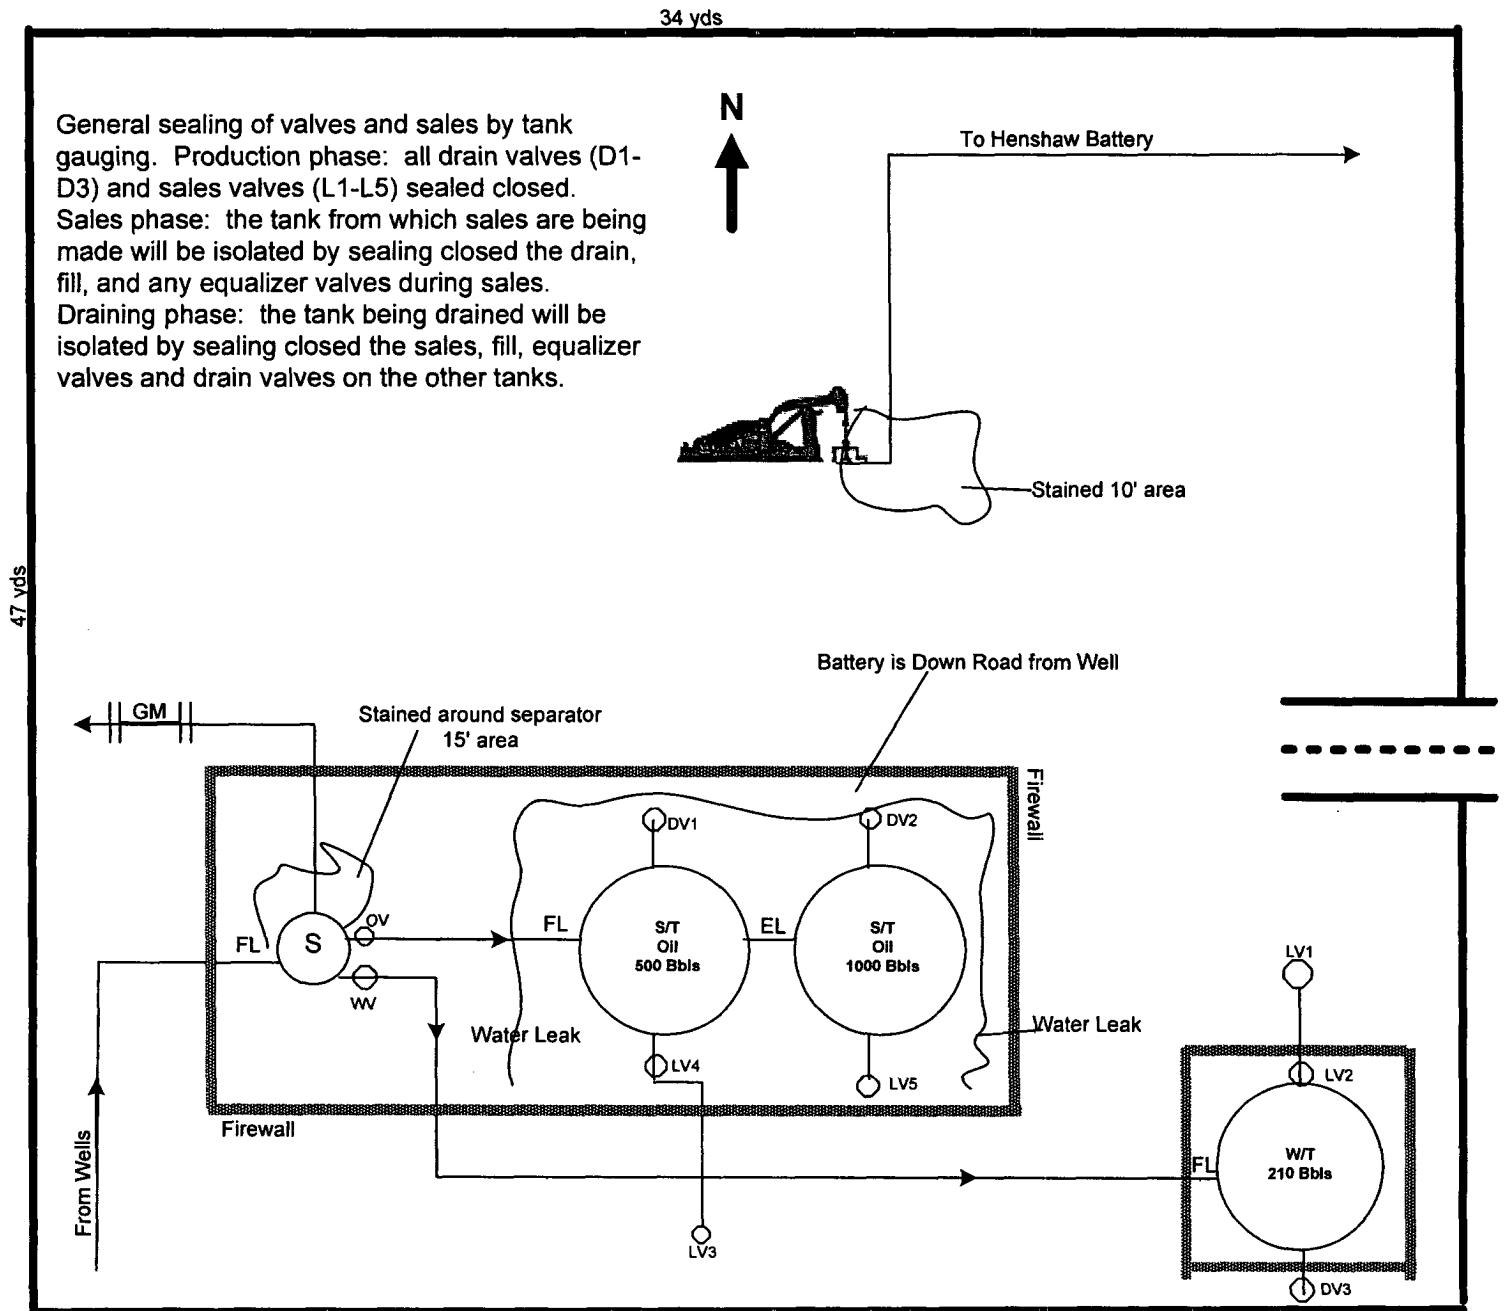 34 yds
General sealing of valves and sales by tank
gauging. Production phase: all drain valves (D1-
D3) and sales valves (L1-L5) sealed closed.
Sales phase: the tank from which sales are being
made will be isolated by sealing closed the drain,
fill, and any equalizer valves during sales.
Draining phase: the tank being drained will be
isolated by sealing closed the sales, fill, equalizer
valves and drain valves on the other tanks.
N
To Henshaw Battery
Stained 10' area
47 yds
Battery is Down Road from Well
GM
Stained around separator
15' area
Firewall
DV1
DV2
FL
S
OV
WV
FL
S/T
Oil
500 Bbls
EL
S/T
Oil
1000 Bbls
Water Leak
Water Leak
LV4
LV5
LV1
LV2
Firewall
From Wells
FL
W/T
210 Bbls
LV3
DV3